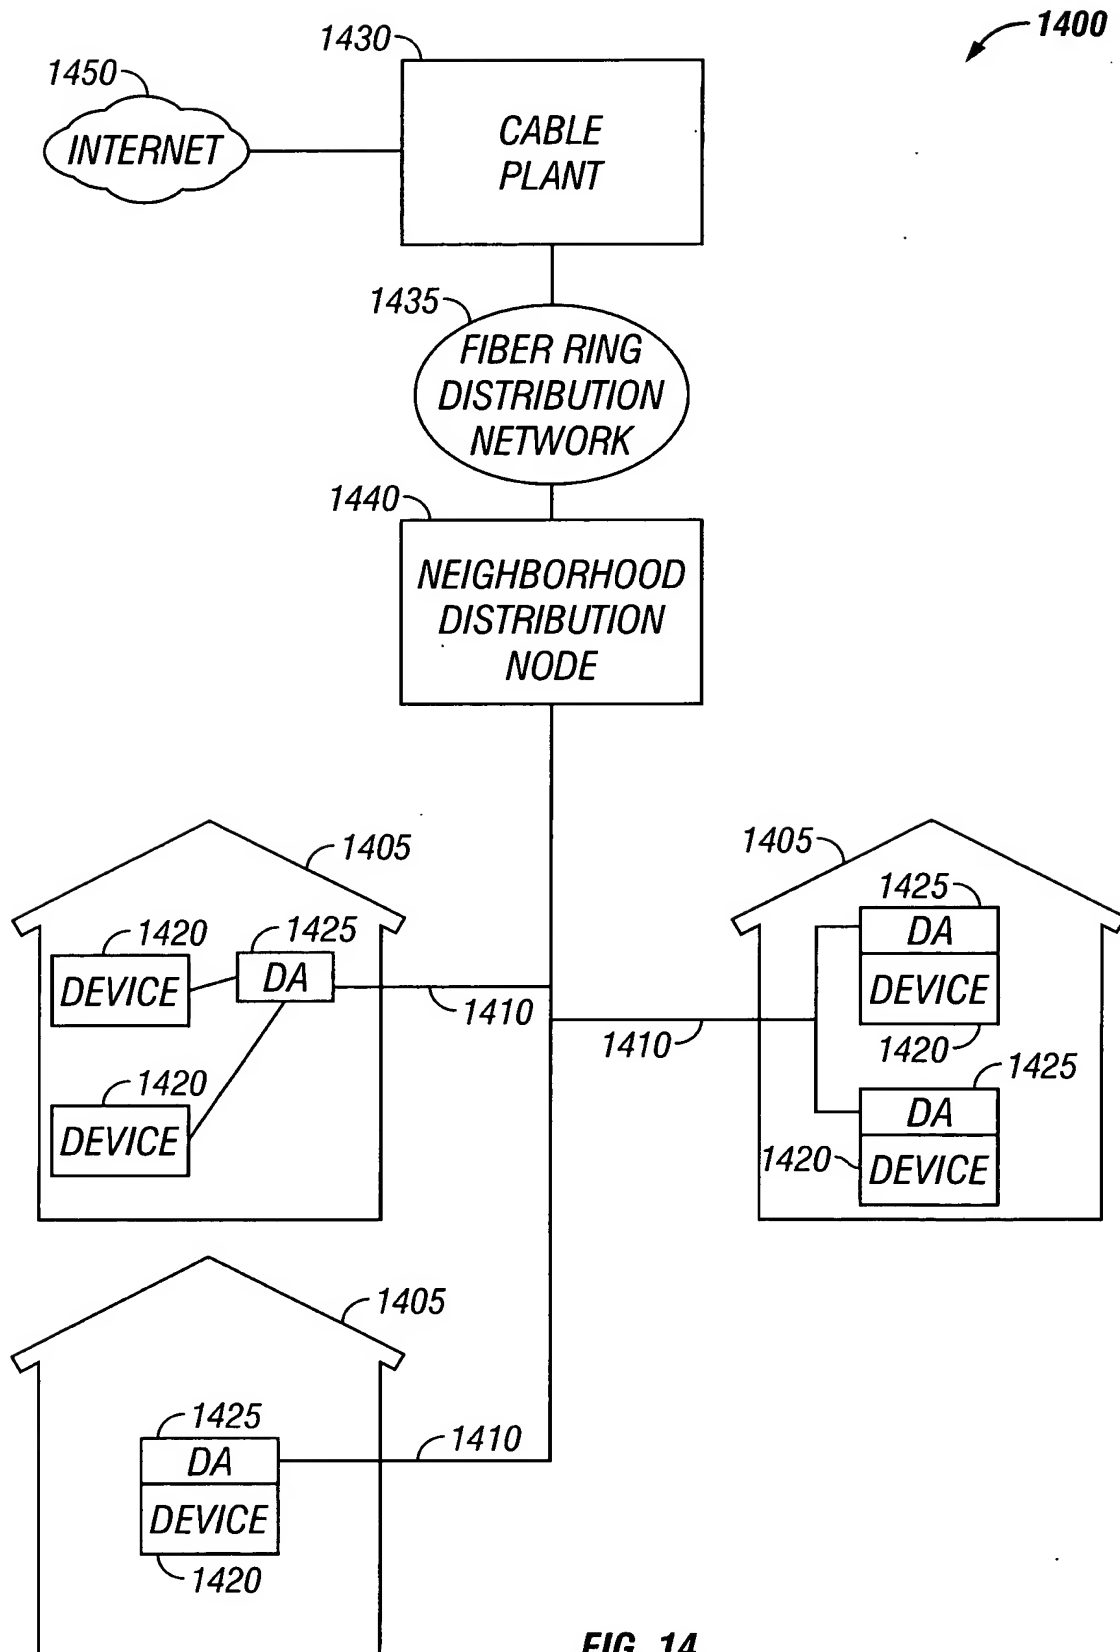 1400
1430
1450
INTERNET
CABLE
PLANT
1435
FIBER RING
DISTRIBUTION
NETWORK
1440
NEIGHBORHOOD
DISTRIBUTION
NODE
1405
1420
1425
DEVICE
DA
1410
1420
DEVICE
1405
1425
DA
DEVICE
1410
1420
1425
DA
1420
DEVICE
1405
1425
DA
1410
DEVICE
1420
FIG. 14